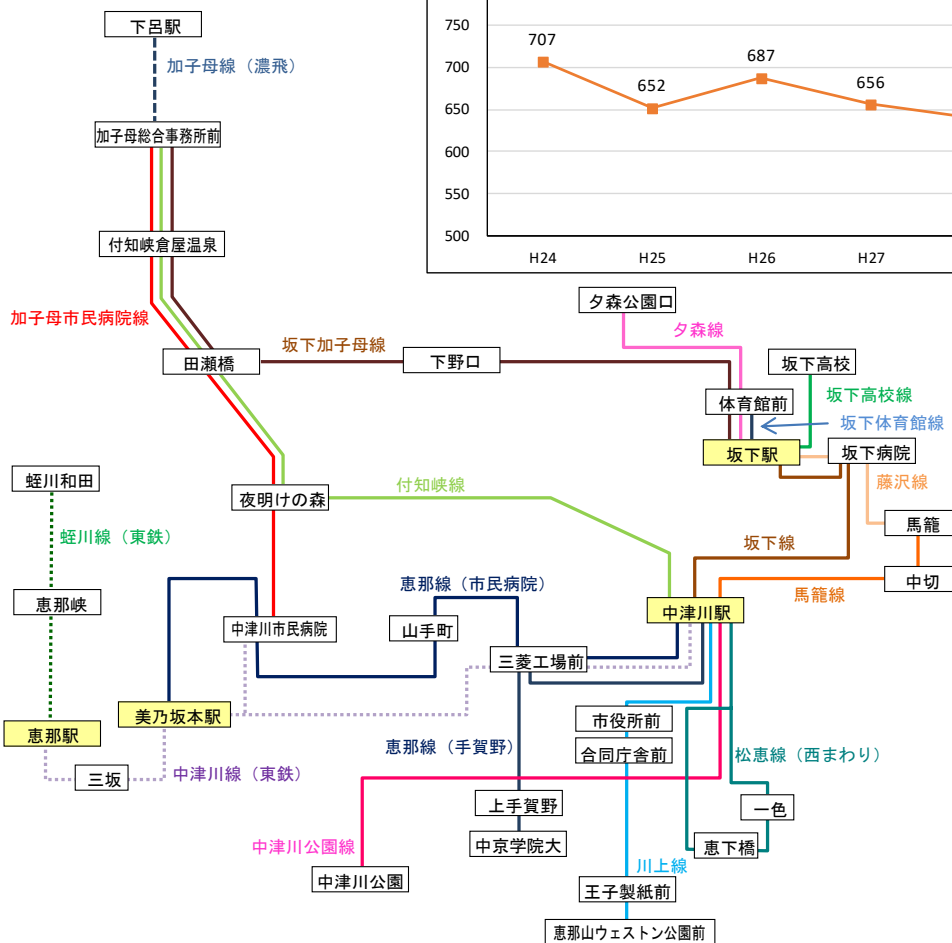 下呂駅
加子母線（濃飛）
加子母総合事務所前
付知峡倉屋温泉
加子母市民病院線
750
700
650
600
550
500
707
652
687
656
H24
H25
H26
H27
夕森公園口
夕森線
坂下加子母線
田瀬橋
下野口
坂下高校
坂下高校線
体育館前
坂下体育館線
坂下駅
坂下病院
藤沢線
蛭川和田
夜明けの森
付知峡線
馬籠
蛭川線（東鉄）
坂下線
恵那線（市民病院）
中切
馬籠線
恵那峡
中津川市民病院
山手町
中津川駅
三菱工場前
美乃坂本駅
恵那駅
市役所前
恵那線（手賀野）
合同庁舎前
松恵線（西まわり）
三坂
中津川線（東鉄）
上手賀野
一色
中津川公園線
中京学院大
恵下橋
川上線
中津川公園
王子製紙前
恵那山ウェストン公園前